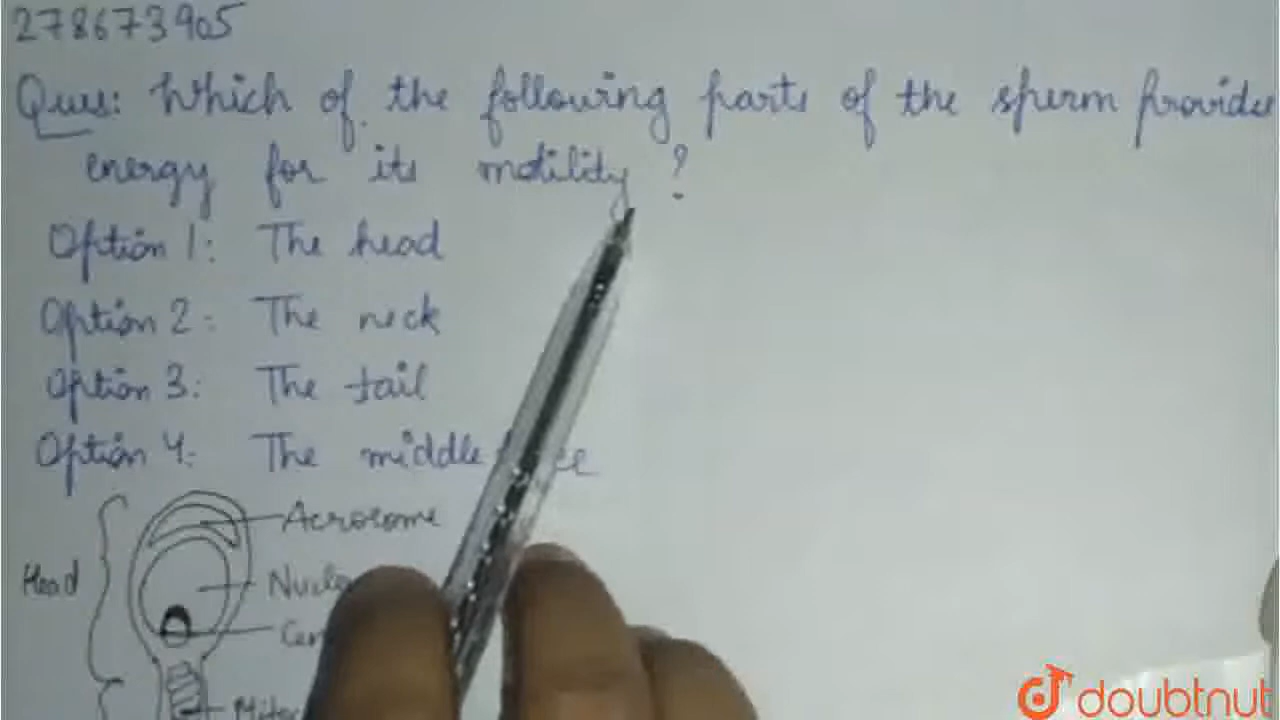 278673905
Ques: Which of the following parts of the sperm provides
energy for its motility ?
Option 1: The head
Option 2: The neck
Option 3: The tail
Option 4: The middle
Acrosome
Head
doubtnut